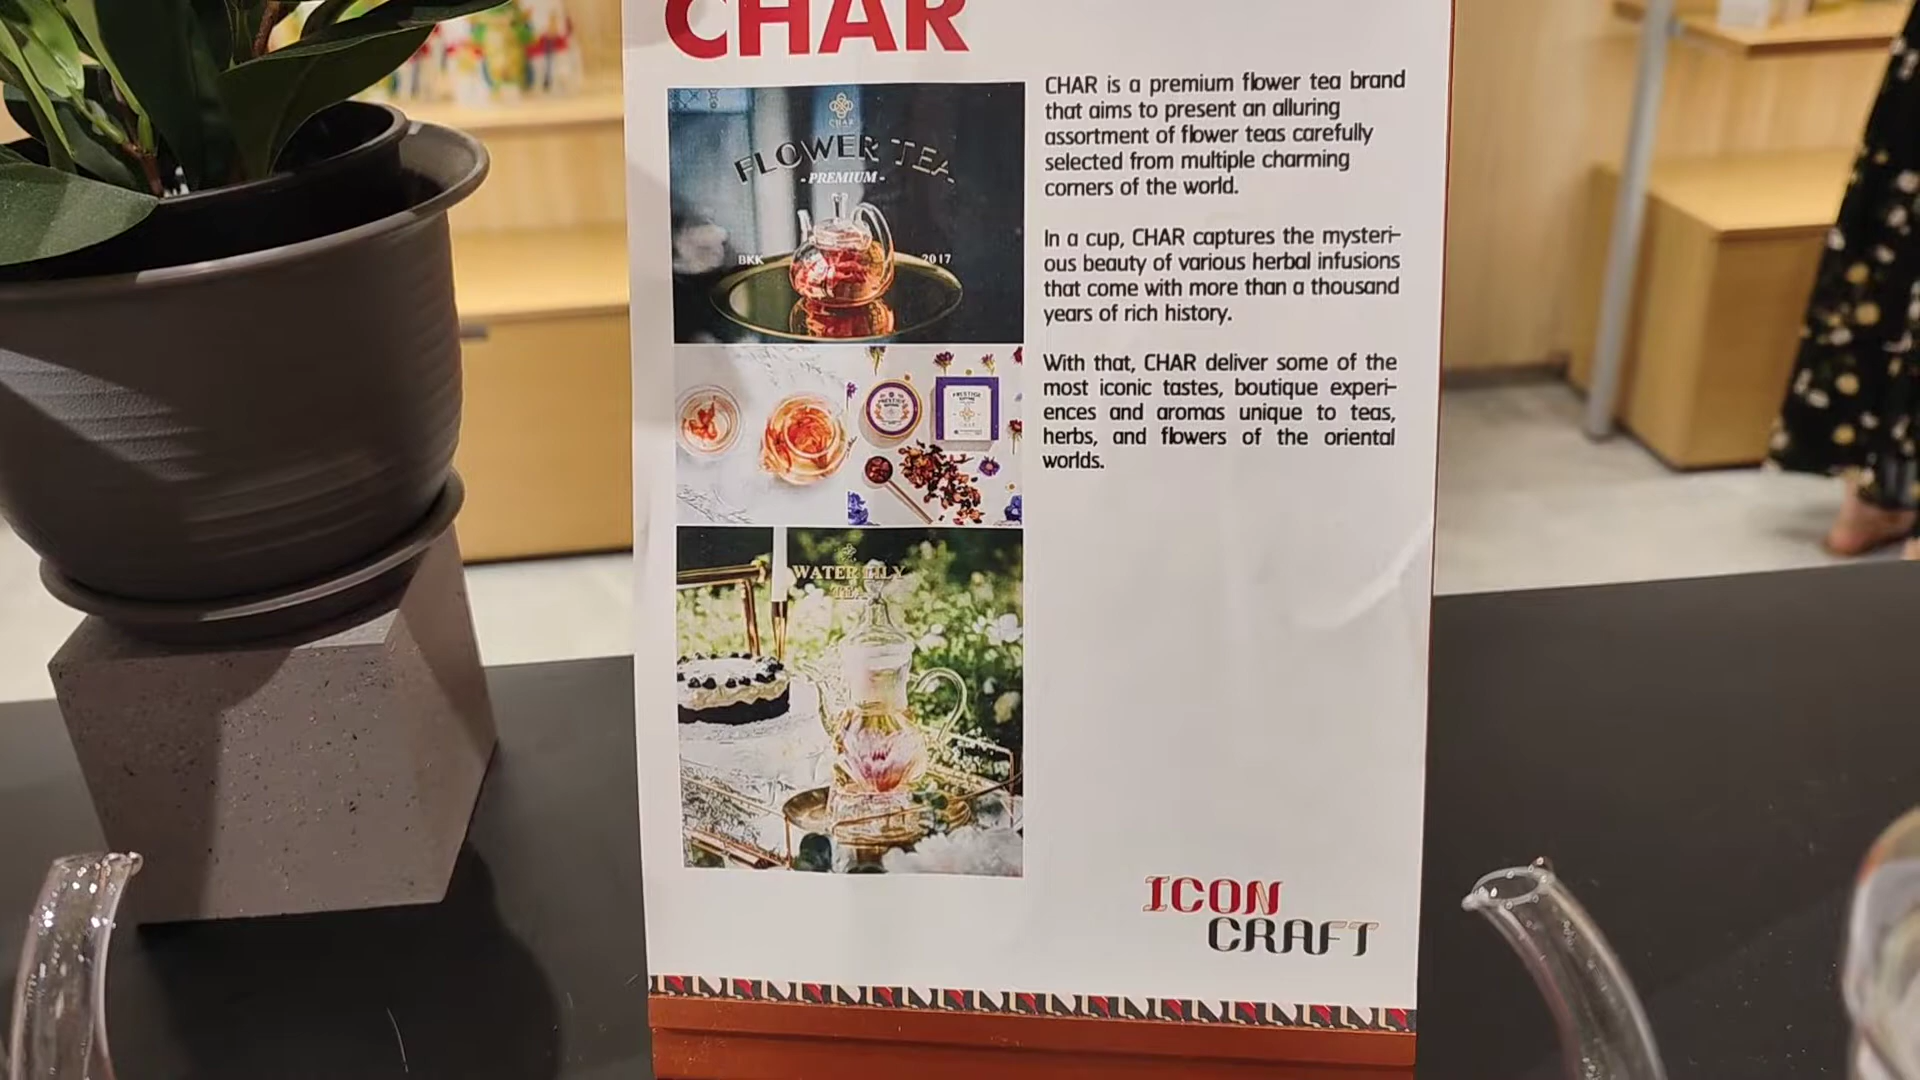 CHAR
CHAR
FLOWER TEA
- PREMIUM -
BKK
2017
PRESTIGE
PRESTIGE
WATER LILY
TEA
CHAR is a premium flower tea brand
that aims to present an alluring
assortment of flower teas carefully
selected from multiple charming
corners of the world.
In a cup, CHAR captures the mysteri-
ous beauty of various herbal infusions
that come with more than a thousand
years of rich history.
With that, CHAR deliver some of the
most iconic tastes, boutique experi-
ences and aromas unique to teas,
herbs, and flowers of the oriental
worlds.
ICON
CRAFT